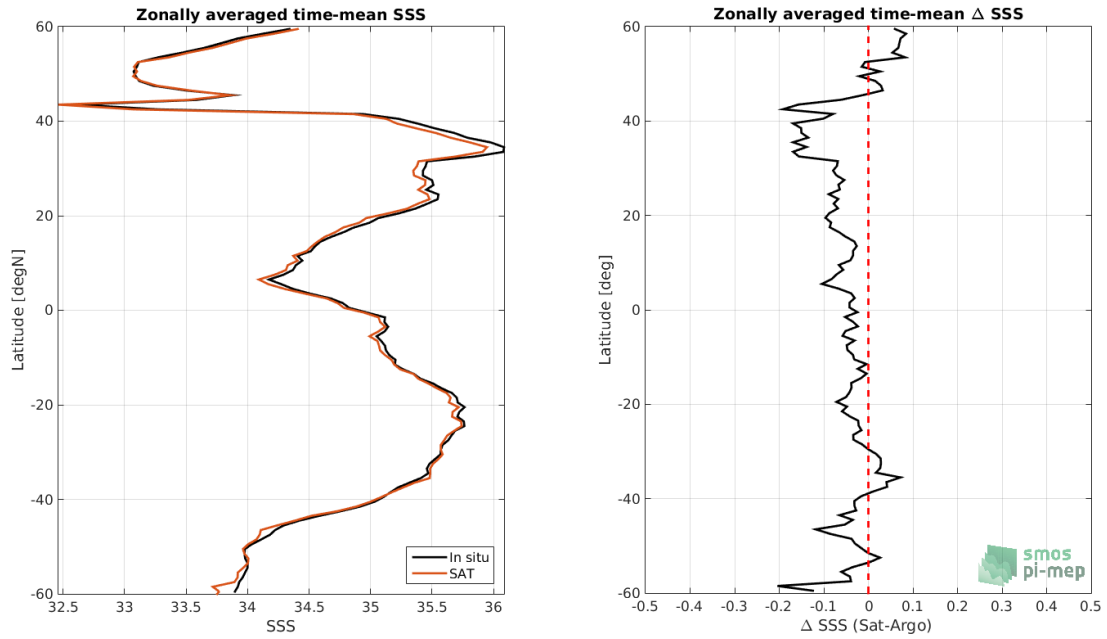 Zonally averaged time-mean SSS
60
40
20
0
-20
-40
-60
Latitude [degN]
32.5 33 33.5 34 34.5 35 35.5 36
SSS
In situ
SAT
Zonally averaged time-mean Δ SSS
60
40
20
0
-20
-40
-60
Latitude [deg]
-0.5 -0.4 -0.3 -0.2 -0.1 0 0.1 0.2 0.3 0.4 0.5
Δ SSS (Sat-Argo)
smos
pi-mep